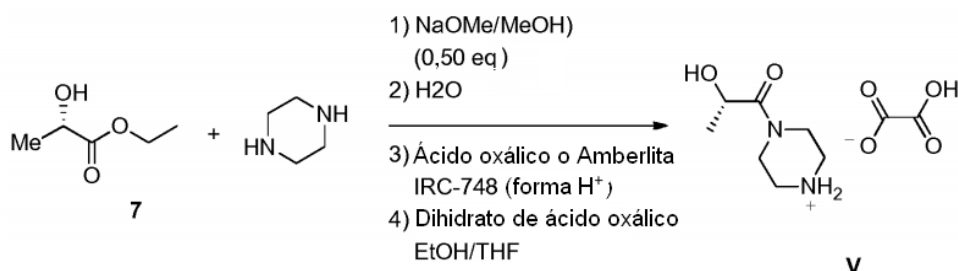 1) NaOMe/MeOH)
(0,50 eq)
2) H2O
3) Ácido oxálico o Amberlita
IRC-748 (forma H+)
4) Dihidrato de ácido oxálico
EtOH/THF
OH
Me
O
O
7
+
NH
HN
HO
O
N
NH2
+
O
OH
-O
O
V